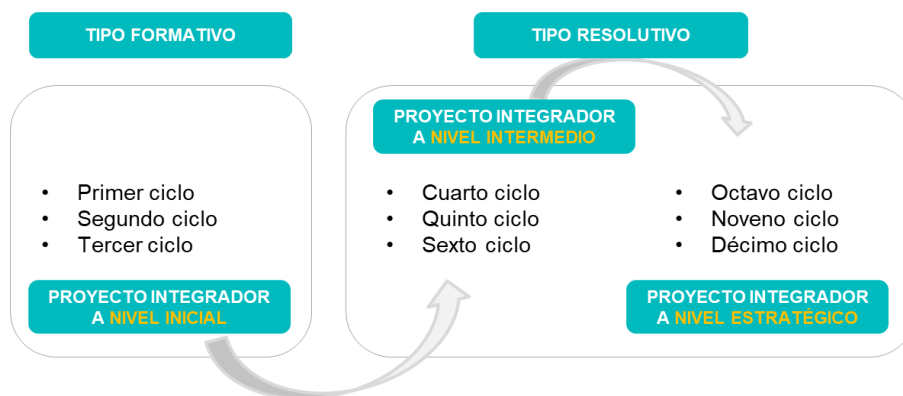 TIPO FORMATIVO
TIPO RESOLUTIVO
• Primer ciclo
• Segundo ciclo
• Tercer ciclo
PROYECTO INTEGRADOR
A NIVEL INICIAL
PROYECTO INTEGRADOR
A NIVEL INTERMEDIO
• Cuarto ciclo
• Quinto ciclo
• Sexto ciclo
• Octavo ciclo
• Noveno ciclo
• Décimo ciclo
PROYECTO INTEGRADOR
A NIVEL ESTRATÉGICO